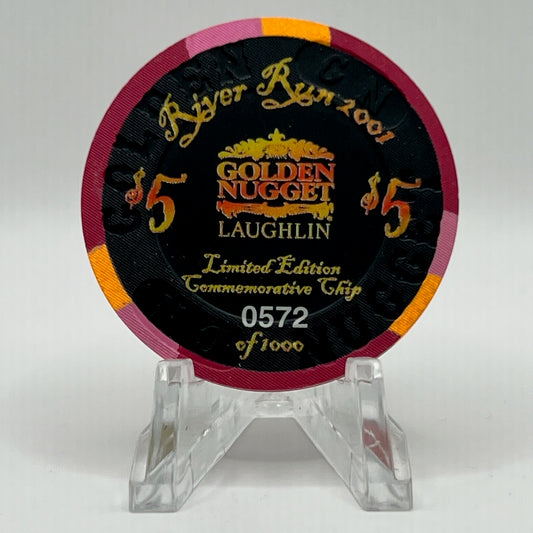 River Run 2001
$5
GOLDEN
NUGGET
LAUGHLIN
$5
Limited Edition
Commemorative Chip
0572
of 1000